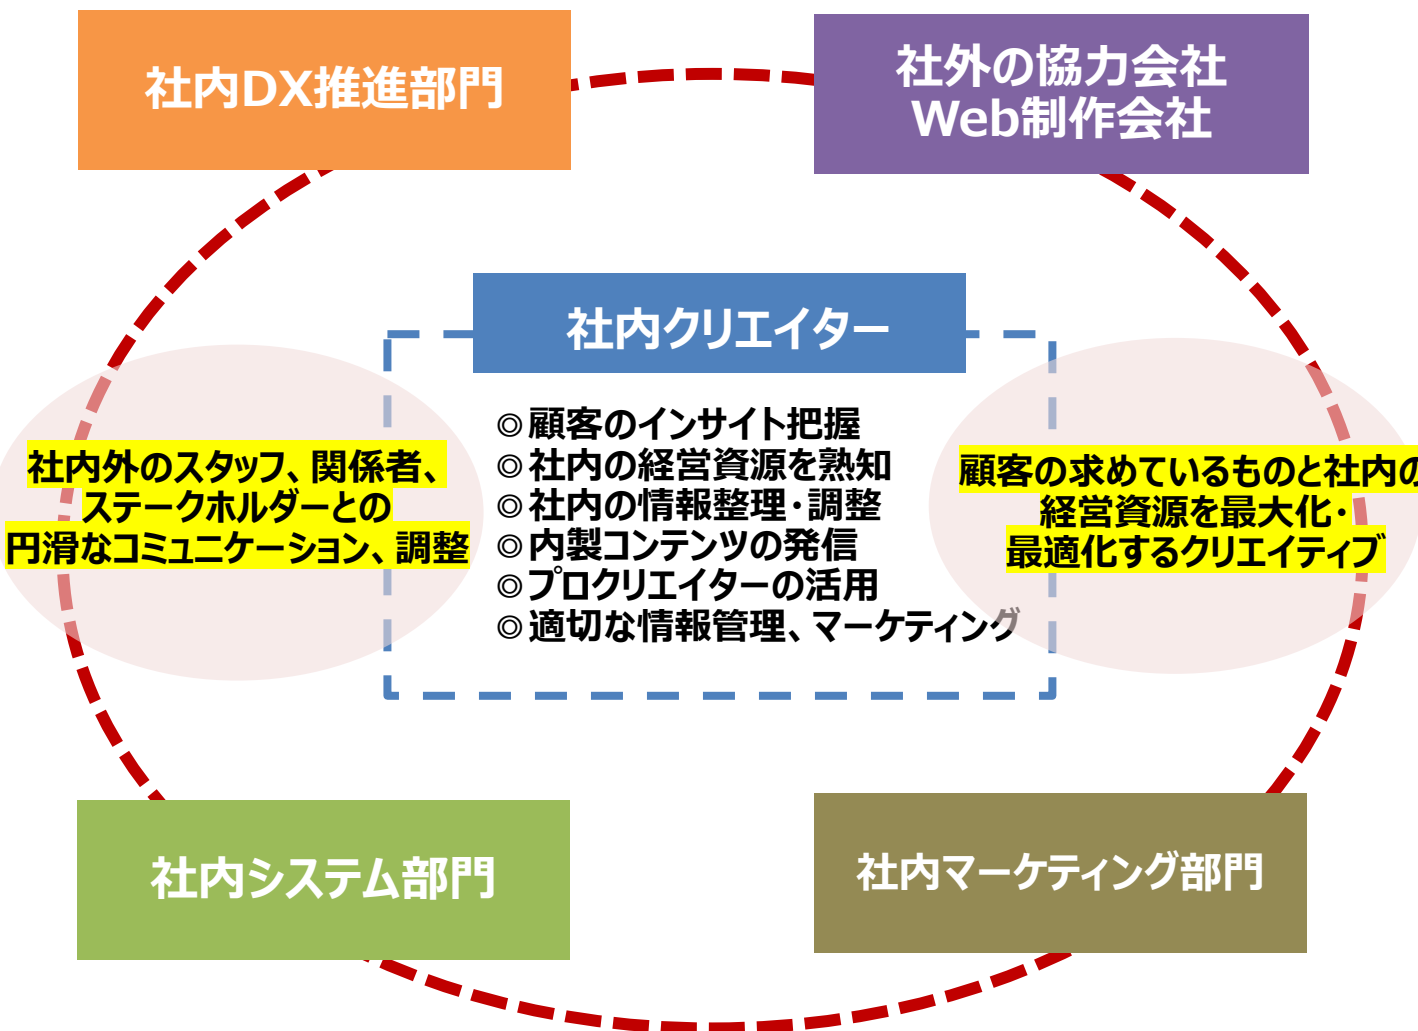 社内DX推進部門
社外の協力会社
Web制作会社
社内クリエイター
◎顧客のインサイト把握
◎社内の経営資源を熟知
◎社内の情報整理・調整
◎内製コンテンツの発信
◎プロクリエイターの活用
◎適切な情報管理、マーケティング
社内外のスタッフ、関係者、
ステークホルダーとの
円滑なコミュニケーション、調整
顧客の求めているものと社内の
経営資源を最大化・
最適化するクリエイティブ
社内システム部門
社内マーケティング部門